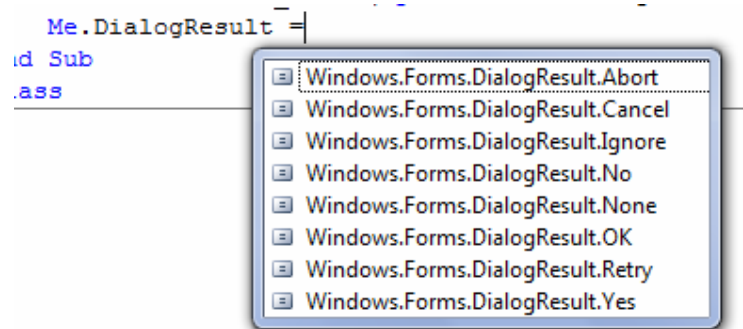 Me.DialogResult =
d Sub
ass
Windows.Forms.DialogResult.Abort
Windows.Forms.DialogResult.Cancel
Windows.Forms.DialogResult.Ignore
Windows.Forms.DialogResult.No
Windows.Forms.DialogResult.None
Windows.Forms.DialogResult.OK
Windows.Forms.DialogResult.Retry
Windows.Forms.DialogResult.Yes